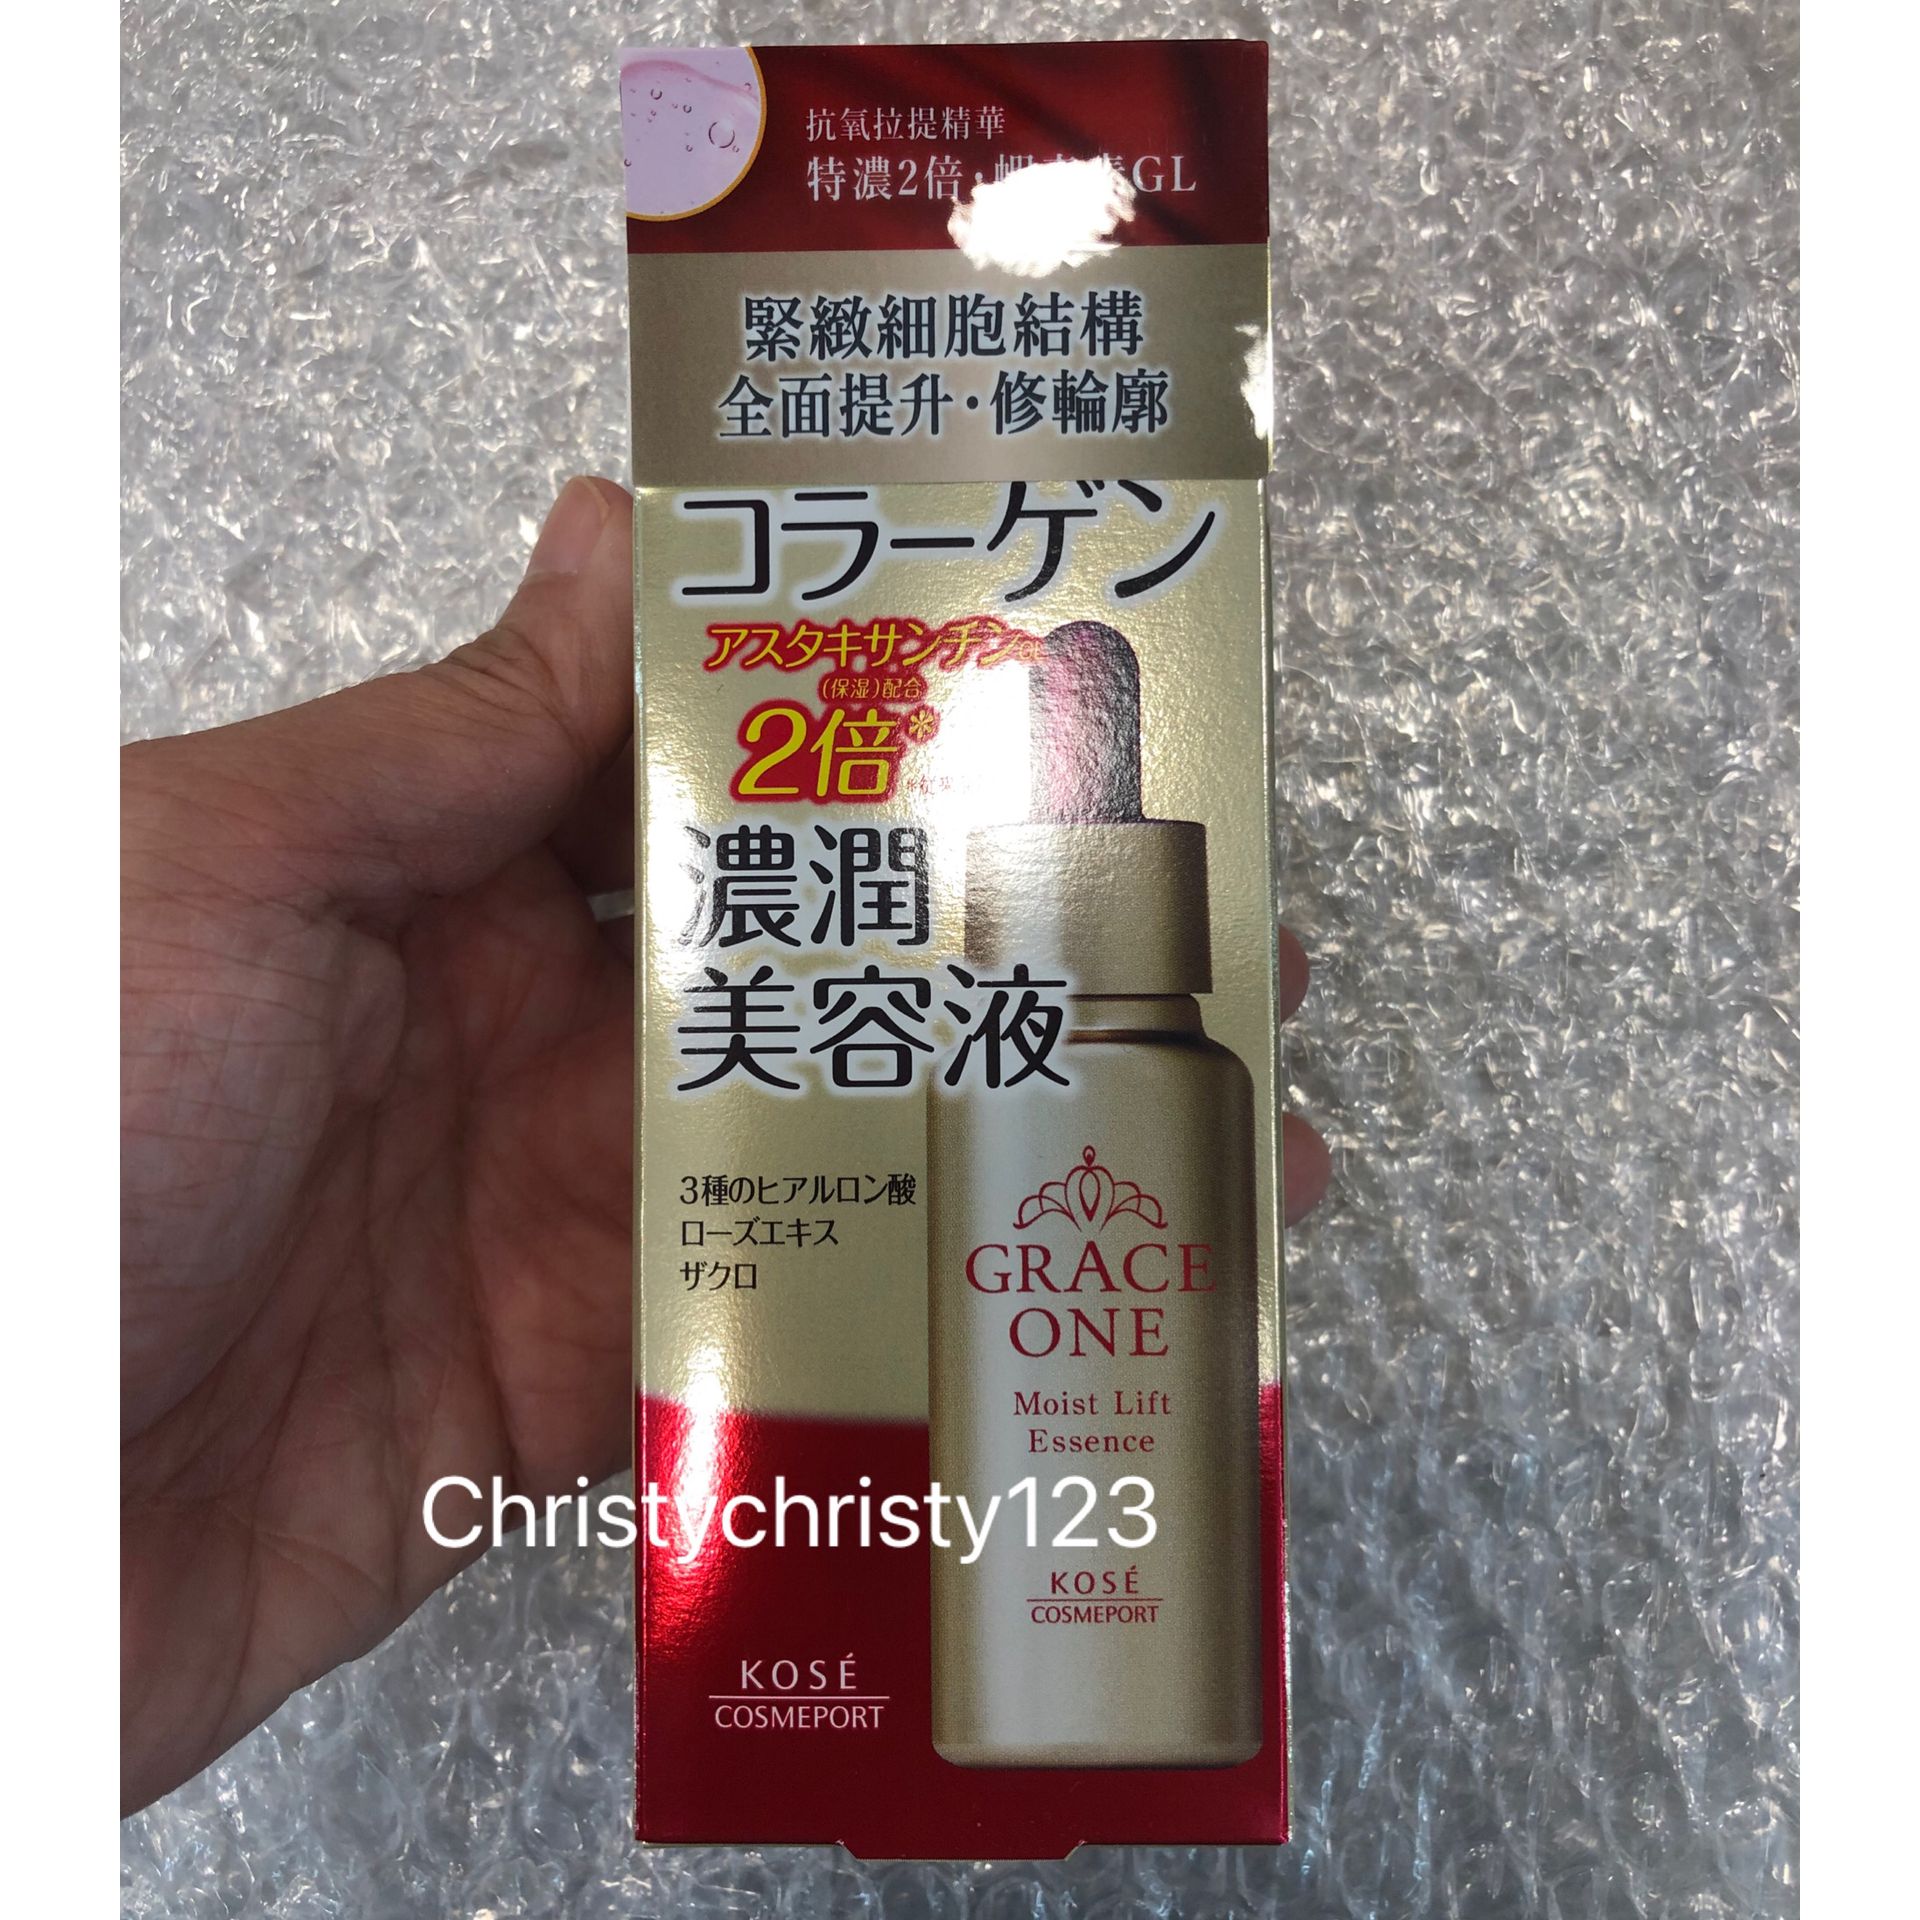 抗氧拉提精華
特濃2倍・GL
緊緻細胞結構
全面提升・修輪廓
コラーゲン
アスタキサンチンα
(保湿)配合
2倍*
濃潤
美容液
3種のヒアルロン酸
ローズエキス
ザクロ
GRACE
ONE
Moist Lift
Essence
Christychristy123
KOSÉ
COSMEPORT
KOSÉ
COSMEPORT